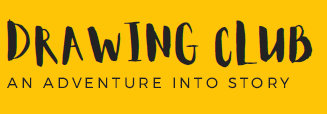 DRAWING CLUB
AN ADVENTURE INTO STORY